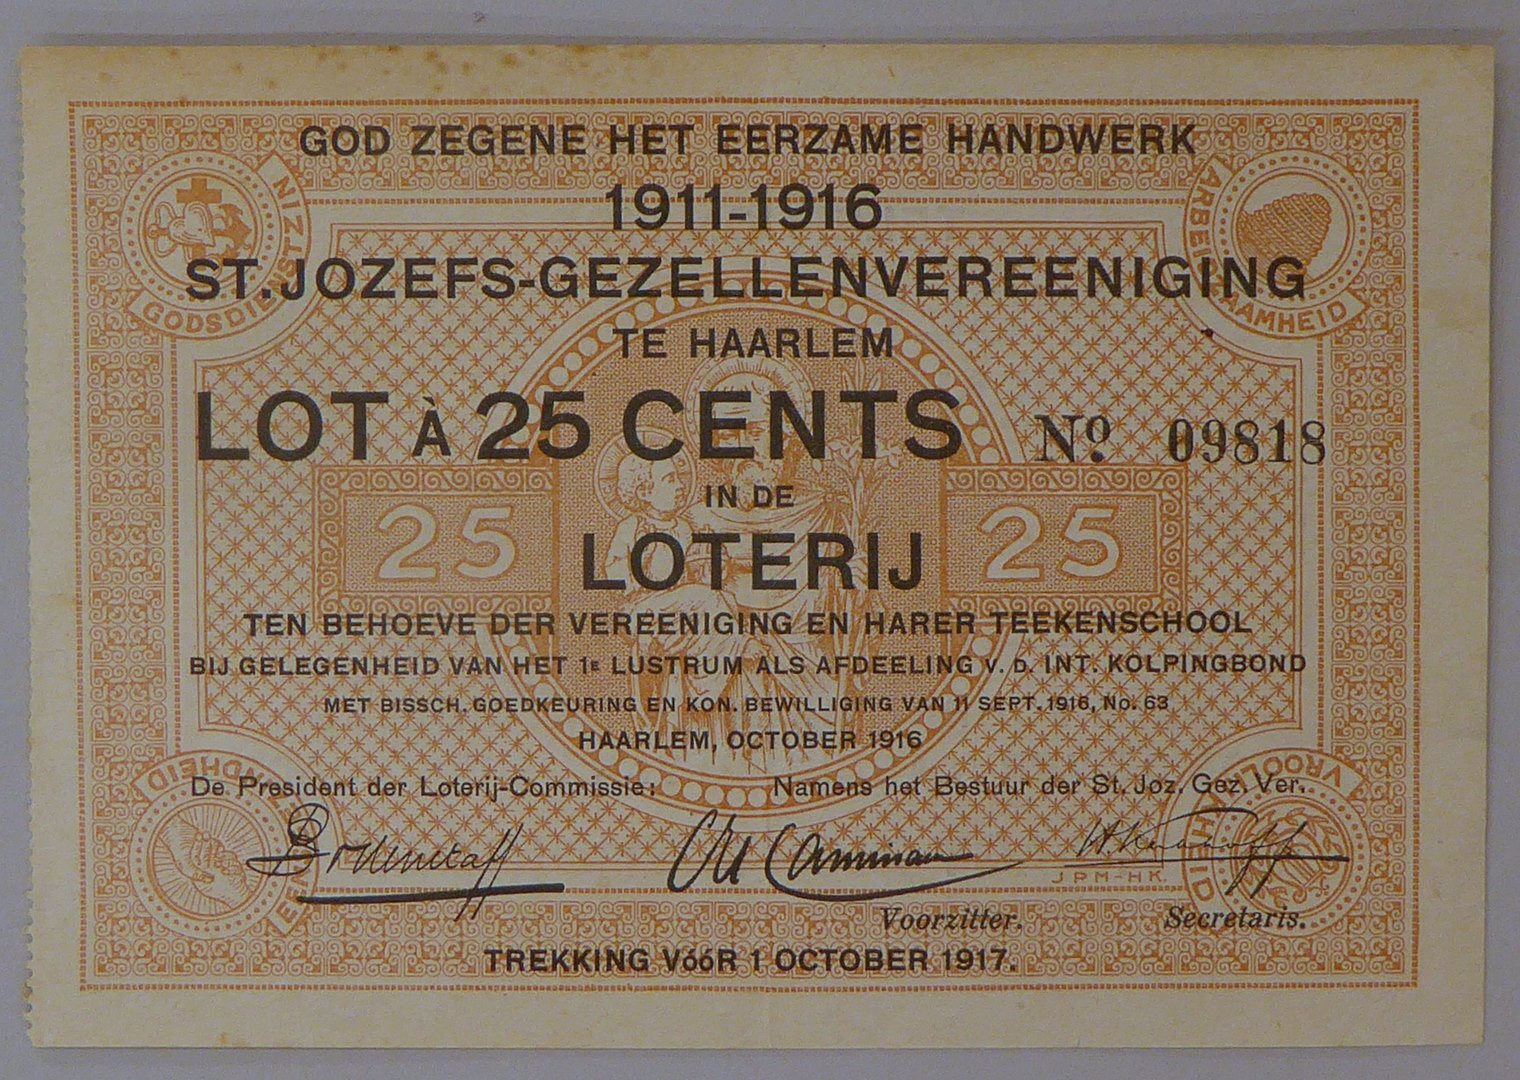 GOD ZEGENE HET EERZAME HANDWERK
1911-1916
GODSDIENSTZIN
ARBEIDZAAMHEID
ST. JOZEFS-GEZELLENVEREENIGING
TE HAARLEM
LOT À 25 CENTS No. 09818
IN DE
25 LOTERIJ 25
TEN BEHOEVE DER VEREENIGING EN HARER TEEKENSCHOOL
BIJ GELEGENHEID VAN HET 1E LUSTRUM ALS AFDEELING V. D. INT. KOLPINGBOND
MET BISSCH. GOEDKEURING EN KON. BEWILLIGING VAN 11 SEPT. 1916, No. 63
HAARLEM, OCTOBER 1916
De President der Loterij-Commissie: Namens het Bestuur der St. Joz. Gez. Ver.
JPM-HK.
Voorzitter. Secretaris.
TREKKING VóóR 1 OCTOBER 1917.